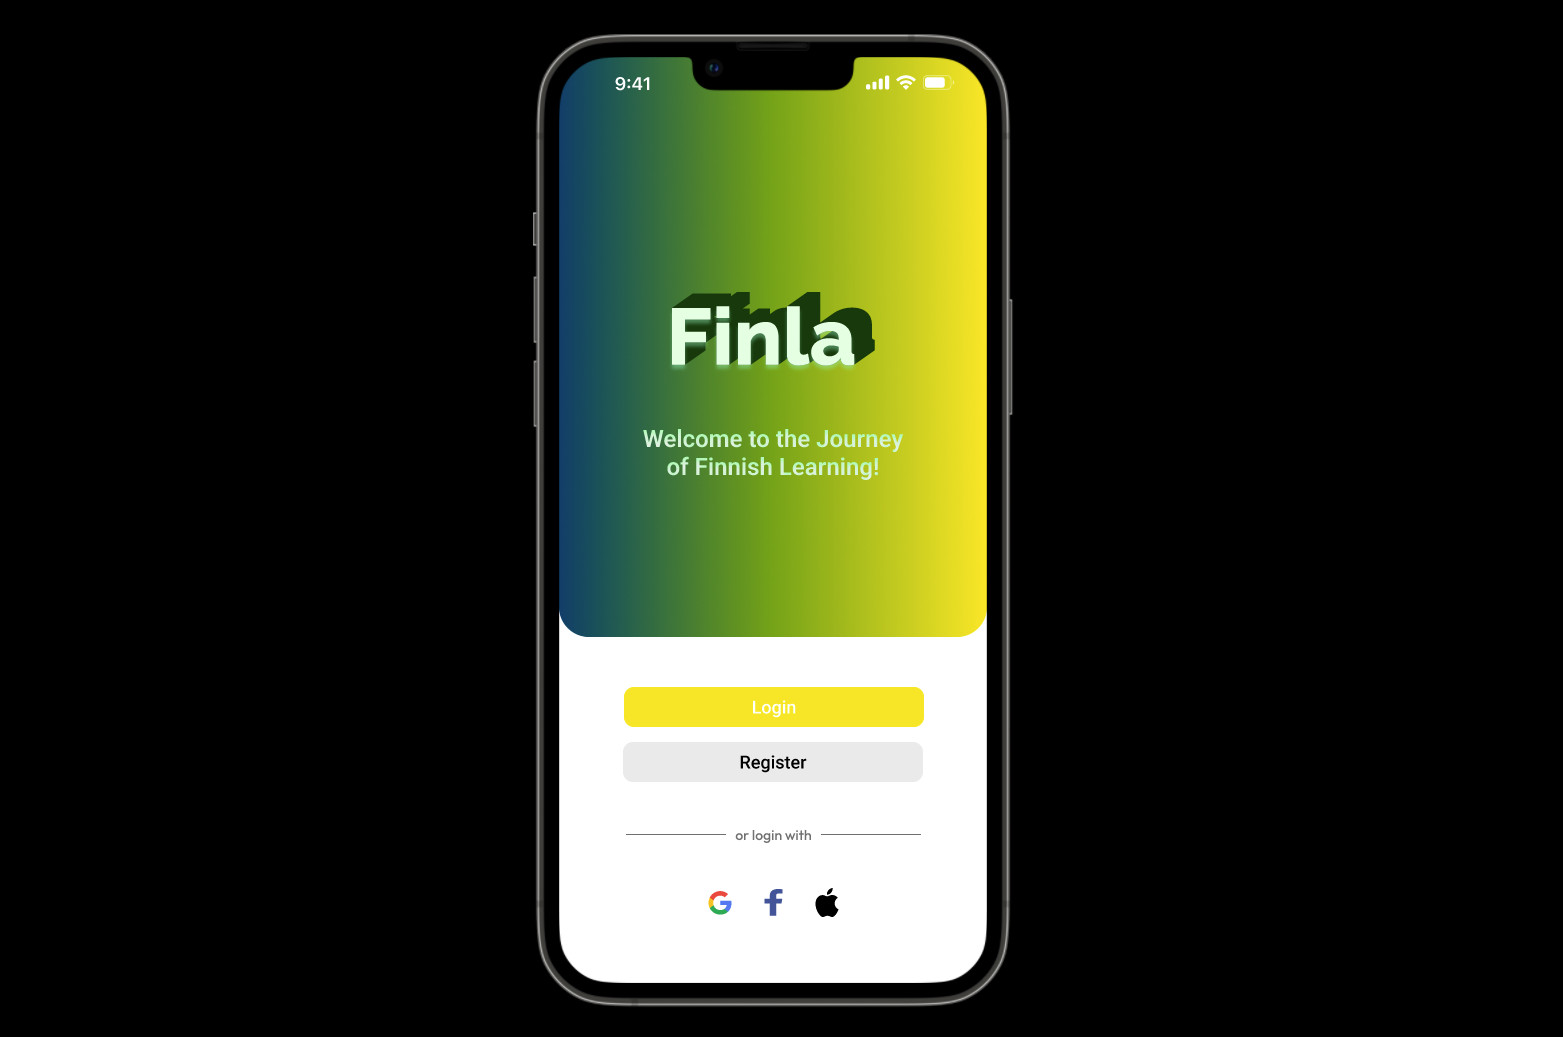 9:41
Finla
Welcome to the Journey
of Finnish Learning!
Login
Register
or login with